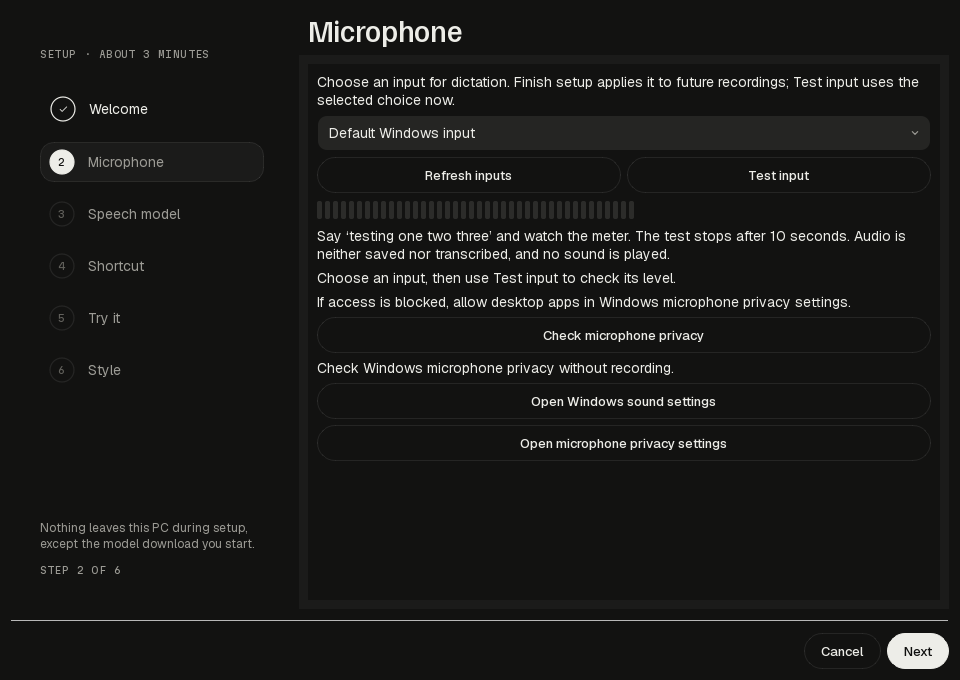 Microphone
SETUP · ABOUT 3 MINUTES
Welcome
2 Microphone
3 Speech model
4 Shortcut
5 Try it
6 Style
Nothing leaves this PC during setup,
except the model download you start.
STEP 2 OF 6
Choose an input for dictation. Finish setup applies it to future recordings; Test input uses the
selected choice now.
Default Windows input
Refresh inputs
Test input
Say ‘testing one two three’ and watch the meter. The test stops after 10 seconds. Audio is
neither saved nor transcribed, and no sound is played.
Choose an input, then use Test input to check its level.
If access is blocked, allow desktop apps in Windows microphone privacy settings.
Check microphone privacy
Check Windows microphone privacy without recording.
Open Windows sound settings
Open microphone privacy settings
Cancel
Next